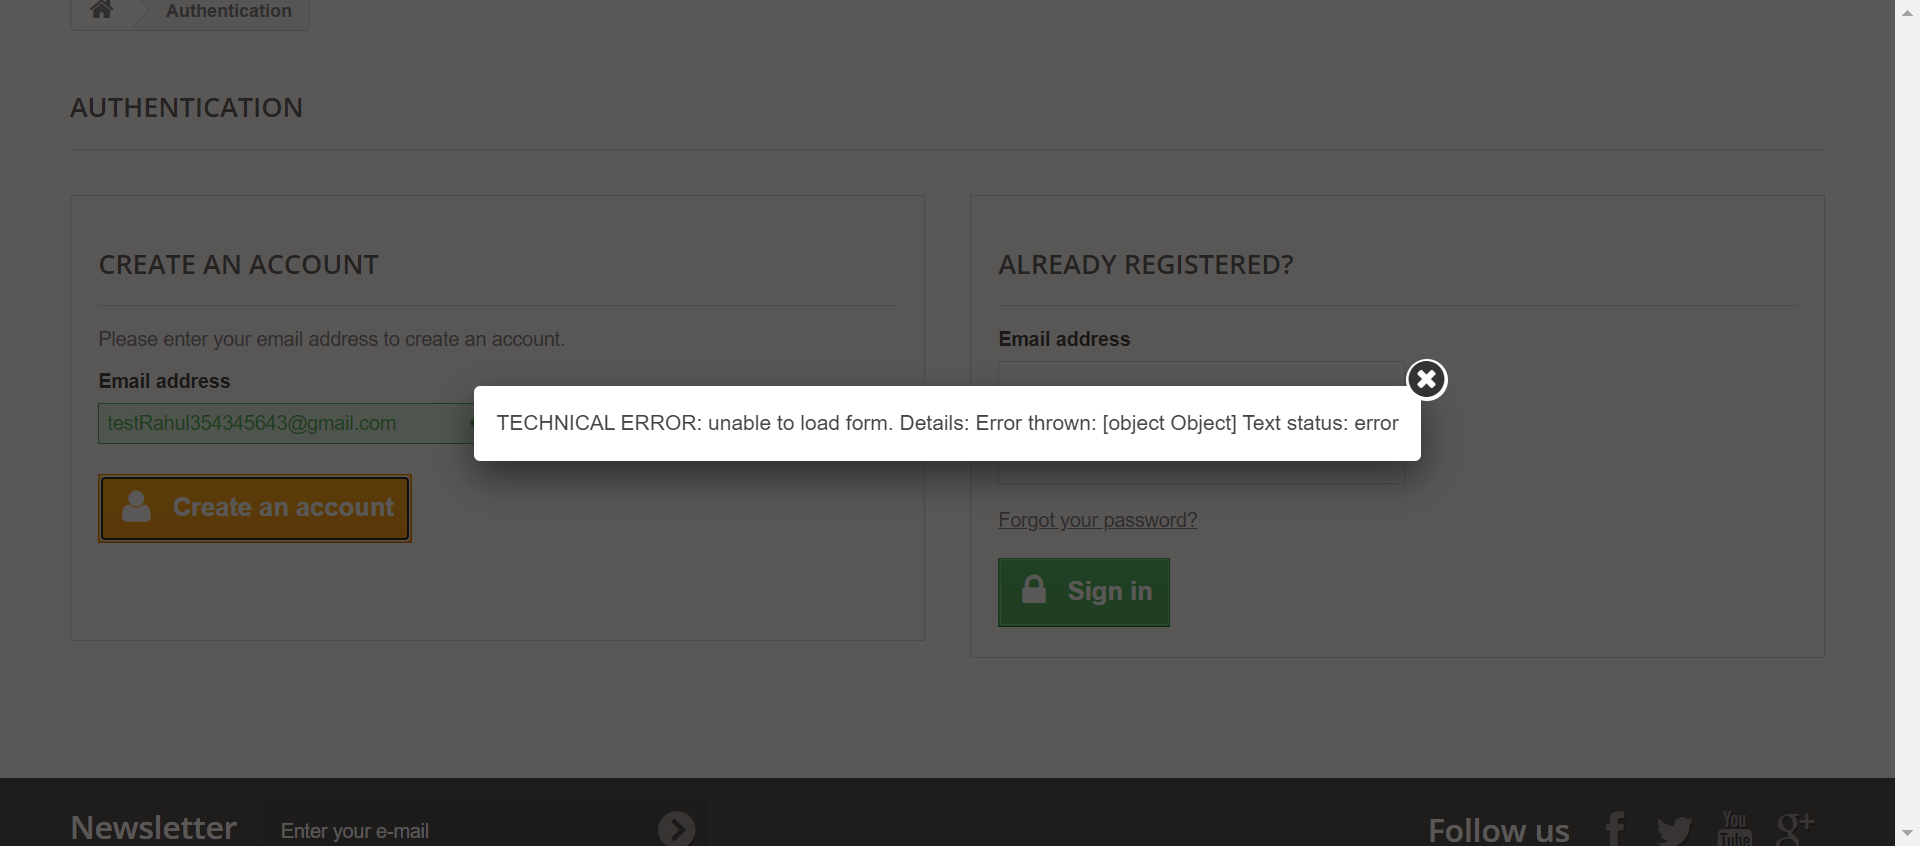 Authentication
AUTHENTICATION
CREATE AN ACCOUNT
Please enter your email address to create an account.
Email address
testRahul354345643@gmail.com
Create an account
ALREADY REGISTERED?
Email address
TECHNICAL ERROR: unable to load form. Details: Error thrown: [object Object] Text status: error
Forgot your password?
Sign in
Newsletter
Enter your e-mail
Follow us
You
Tube
g+